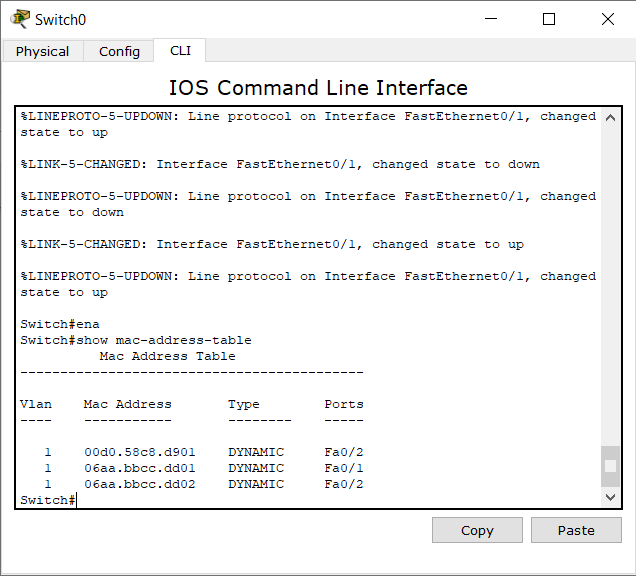 Switch0
Physical Config CLI
IOS Command Line Interface
%LINEPROTO-5-UPDOWN: Line protocol on Interface FastEthernet0/1, changed
state to up
%LINK-5-CHANGED: Interface FastEthernet0/1, changed state to down
%LINEPROTO-5-UPDOWN: Line protocol on Interface FastEthernet0/1, changed
state to down
%LINK-5-CHANGED: Interface FastEthernet0/1, changed state to up
%LINEPROTO-5-UPDOWN: Line protocol on Interface FastEthernet0/1, changed
state to up
Switch#ena
Switch#show mac-address-table
Mac Address Table
-------------------------------------------
Vlan Mac Address Type Ports
---- ----------- -------- -----
1 00d0.58c8.d901 DYNAMIC Fa0/2
1 06aa.bbcc.dd01 DYNAMIC Fa0/1
1 06aa.bbcc.dd02 DYNAMIC Fa0/2
Switch#
Copy Paste